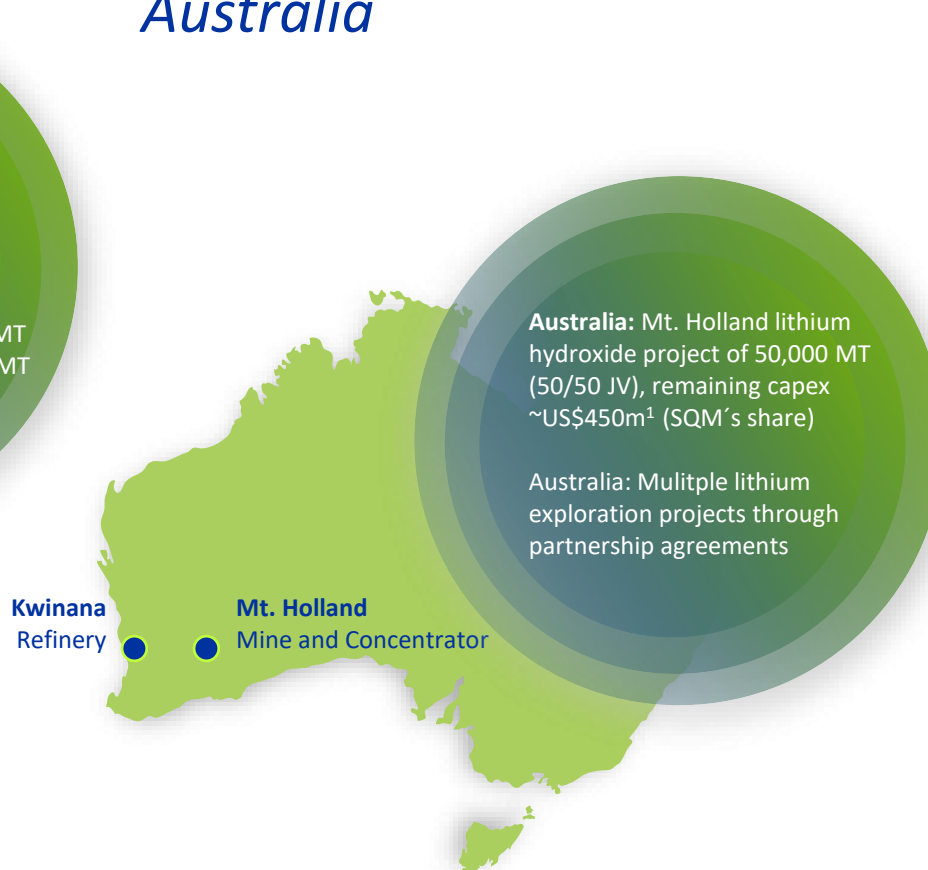 Australia
MT
MT
Australia: Mt. Holland lithium
hydroxide project of 50,000 MT
(50/50 JV), remaining capex
~US$450m¹ (SQM´s share)
Australia: Mulitple lithium
exploration projects through
partnership agreements
Kwinana
Refinery
Mt. Holland
Mine and Concentrator